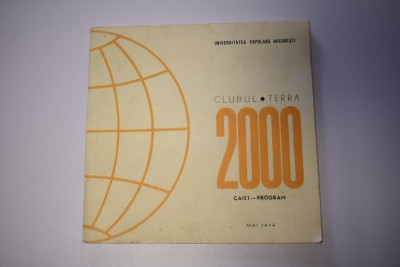 UNIVERSITATEA POPULARĂ BUCUREȘTI
CLUBUL • TERRA
2000
CAIET — PROGRAM
MAI